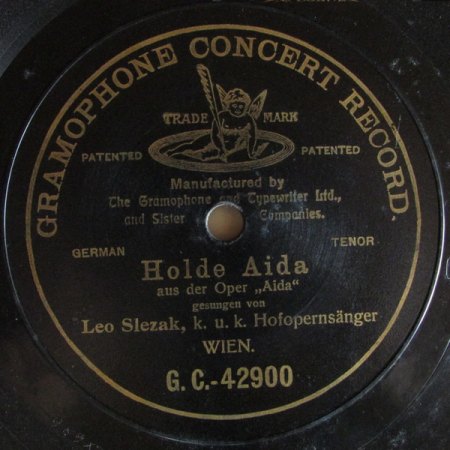 GRAMOPHONE CONCERT RECORD.
TRADE MARK
PATENTED PATENTED
Manufactured by
The Gramophone and Typewriter Ltd.,
and Sister Companies.
GERMAN TENOR
Holde Aida
aus der Oper „Aida“
gesungen von
Leo Slezak, k. u. k. Hofopernsänger
WIEN.
G. C.-42900